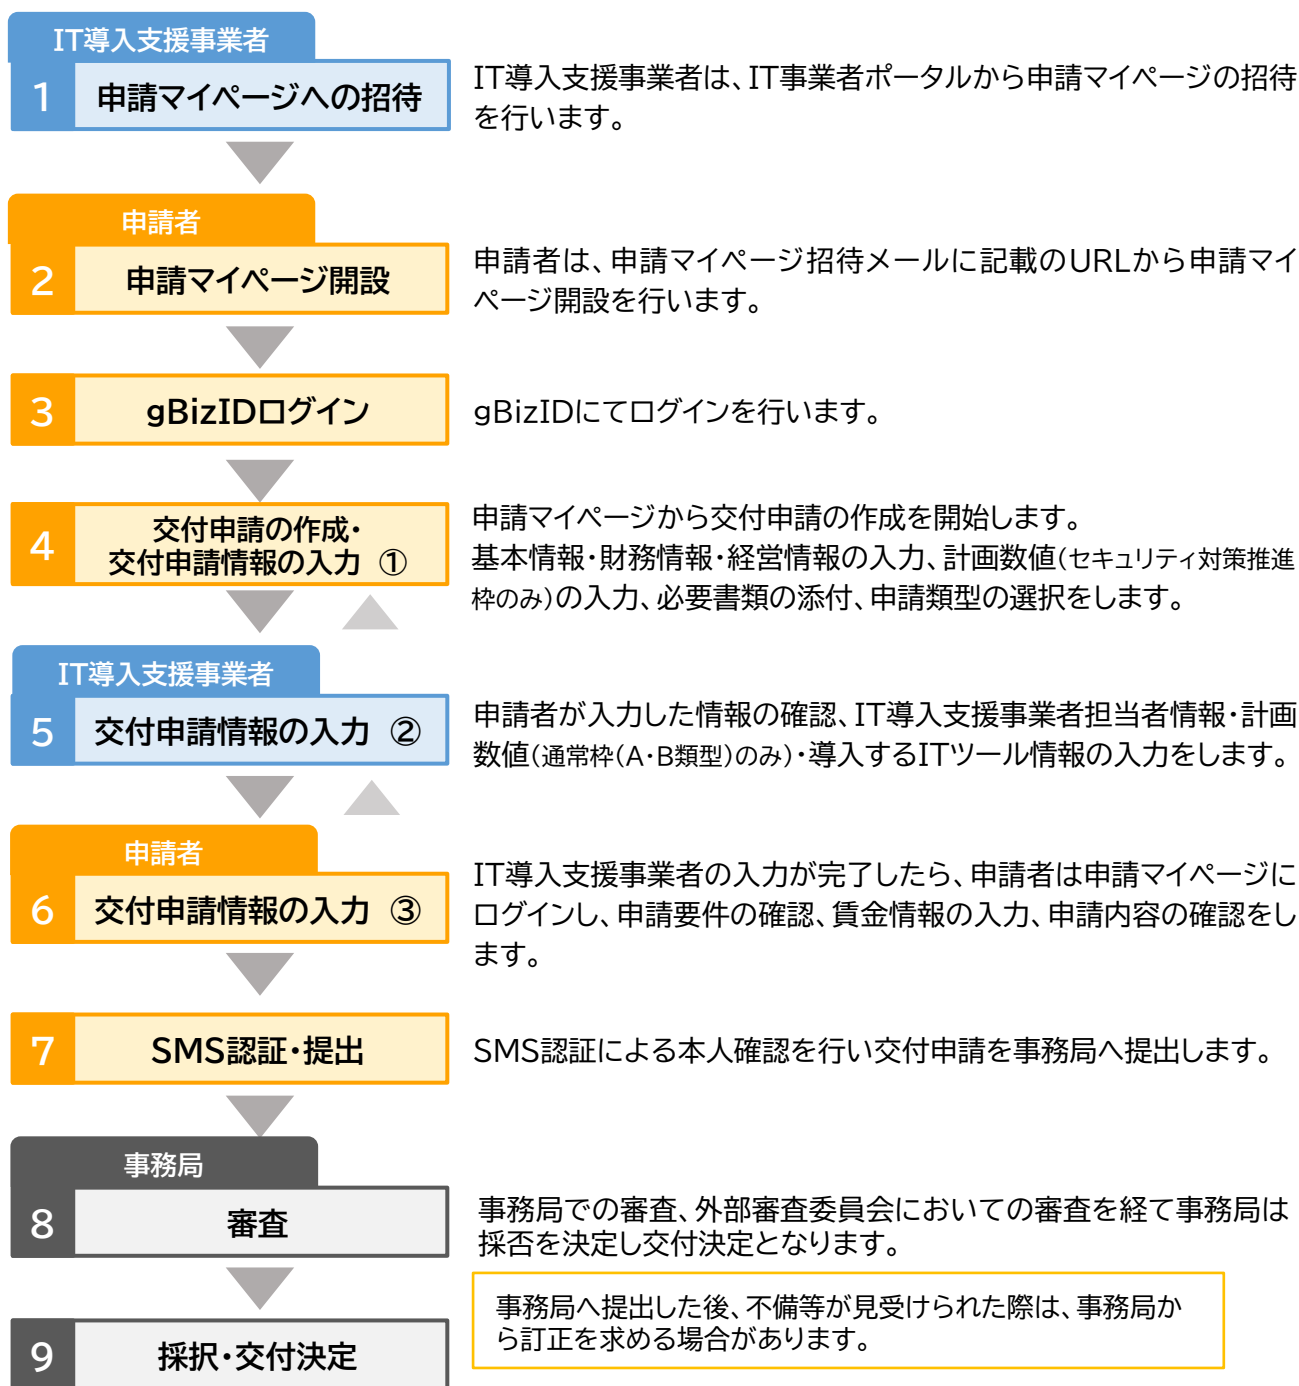 IT導入支援事業者
1 申請マイページへの招待
IT導入支援事業者は、IT事業者ポータルから申請マイページの招待
を行います。
申請者
2 申請マイページ開設
申請者は、申請マイページ招待メールに記載のURLから申請マイ
ページ開設を行います。
3 gBizIDログイン
gBizIDにてログインを行います。
4 交付申請の作成・
交付申請情報の入力 ①
申請マイページから交付申請の作成を開始します。
基本情報・財務情報・経営情報の入力、計画数値(セキュリティ対策推進
枠のみ)の入力、必要書類の添付、申請類型の選択をします。
IT導入支援事業者
5 交付申請情報の入力 ②
申請者が入力した情報の確認、IT導入支援事業者担当者情報・計画
数値(通常枠(A・B類型)のみ)・導入するITツール情報の入力をします。
申請者
6 交付申請情報の入力 ③
IT導入支援事業者の入力が完了したら、申請者は申請マイページに
ログインし、申請要件の確認、賃金情報の入力、申請内容の確認をし
ます。
7 SMS認証・提出
SMS認証による本人確認を行い交付申請を事務局へ提出します。
事務局
8 審査
事務局での審査、外部審査委員会においての審査を経て事務局は
採否を決定し交付決定となります。
事務局へ提出した後、不備等が見受けられた際は、事務局か
ら訂正を求める場合があります。
9 採択・交付決定